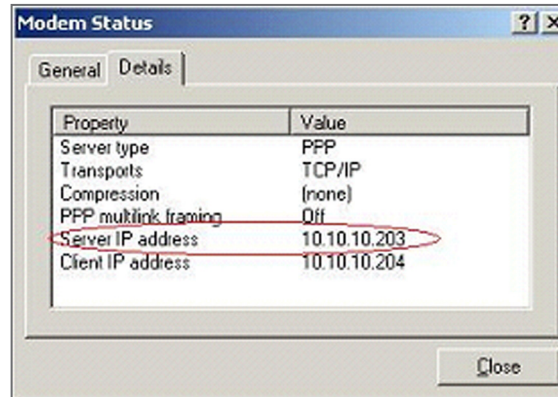 Modem Status
General Details
Property Value
Server type PPP
Transports TCP/IP
Compression (none)
PPP multilink framing Off
Server IP address 10.10.10.203
Client IP address 10.10.10.204
Close